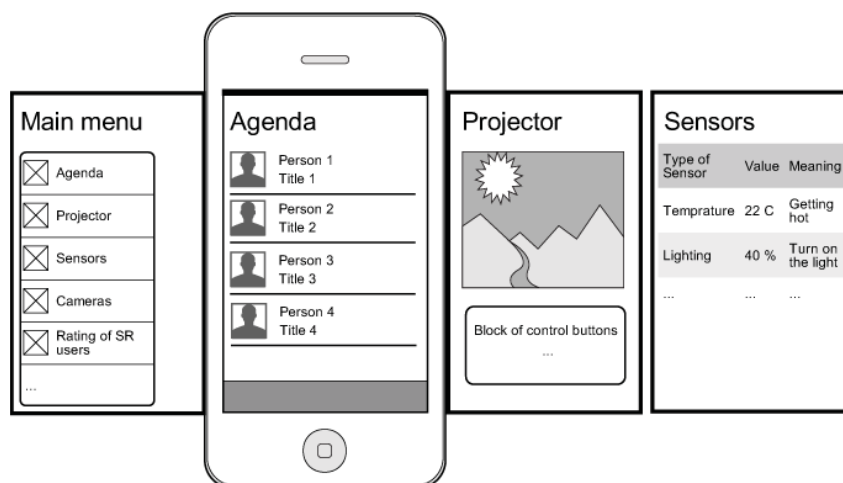 Main menu
Agenda
Projector
Sensors
Cameras
Rating of SR
users
...
Agenda
Person 1
Title 1
Person 2
Title 2
Person 3
Title 3
Person 4
Title 4
Projector
Block of control buttons
...
Sensors
Type of
Sensor
Value
Meaning
Temprature
22 C
Getting
hot
Lighting
40 %
Turn on
the light
...
...
...